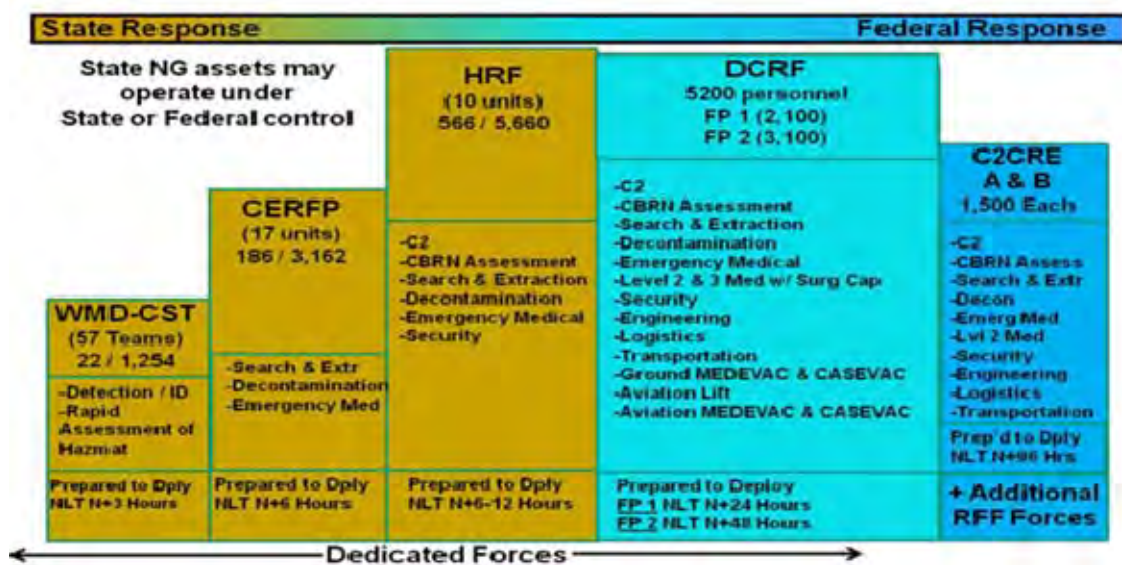 State Response
Federal Response
State NG assets may
operate under
State or Federal control
WMD-CST
(57 Teams)
22 / 1,254
-Detection / ID
-Rapid
Assessment of
Hazmat
Prepared to Dply
NLT N+3 Hours
CERFP
(17 units)
186 / 3,162
-Search & Extr
-Decontamination
-Emergency Med
Prepared to Dply
NLT N+6 Hours
HRF
(10 units)
566 / 5,660
-C2
-CBRN Assessment
-Search & Extraction
-Decontamination
-Emergency Medical
-Security
Prepared to Dply
NLT N+6-12 Hours
DCRF
5200 personnel
FP 1 (2,100)
FP 2 (3,100)
-C2
-CBRN Assessment
-Search & Extraction
-Decontamination
-Emergency Medical
-Level 2 & 3 Med w/ Surg Cap
-Security
-Engineering
-Logistics
-Transportation
-Ground MEDEVAC & CASEVAC
-Aviation Lift
-Aviation MEDEVAC & CASEVAC
Prepared to Deploy
FP 1 NLT N+24 Hours
FP 2 NLT N+48 Hours
C2CRE
A & B
1,500 Each
-C2
-CBRN Assess
-Search & Extr
-Decon
-Emerg Med
-Lvl 2 Med
-Security
-Engineering
-Logistics
-Transportation
Prep'd to Dply
NLT N+96 Hrs
+ Additional
RFF Forces
Dedicated Forces